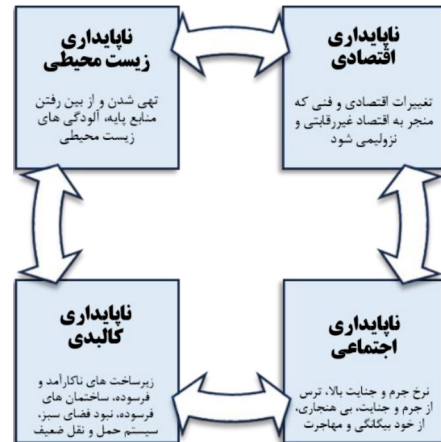 ناپایداری
اقتصادی
تغییرات اقتصادی و فنی که
منجر به اقتصاد غیررقابتی و
نزولیمی شود
ناپایداری
زیست محیطی
تهی شدن و از بین رفتن
منابع پایه، آلودگی های
زیست محیطی
ناپایداری
اجتماعی
نرخ جرم و جنایت بالا، ترس
از جرم و جنایت، بی هنجاری،
از خود بیگانگی و مهاجرت
ناپایداری
کالبدی
زیرساخت های ناکارآمد و
فرسوده، ساختمان های
فرسوده، نبود فضای سبز،
سیستم حمل و نقل ضعیف